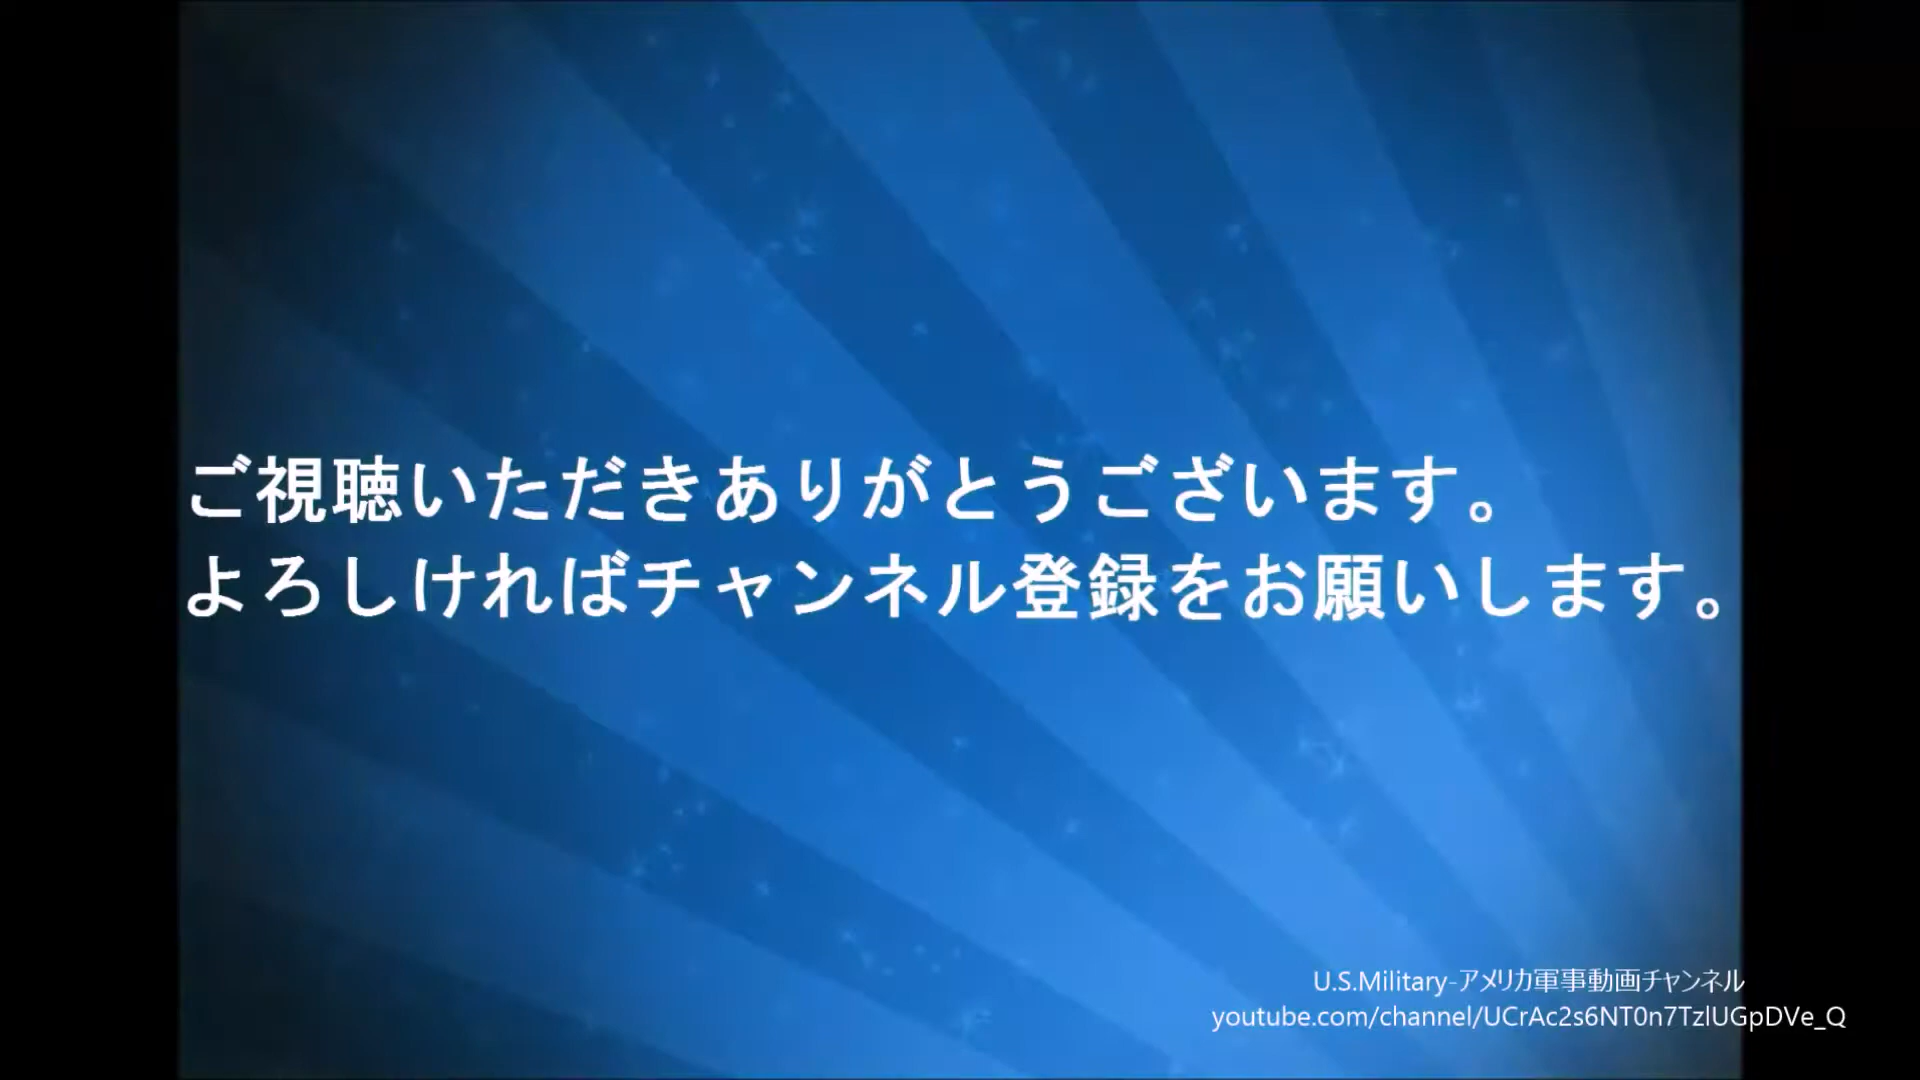 ご視聴いただきありがとうございます。
よろしければチャンネル登録をお願いします。
U.S.Military-アメリカ軍事動画チャンネル
youtube.com/channel/UCrAc2s6NT0n7TzlUGpDVe_Q